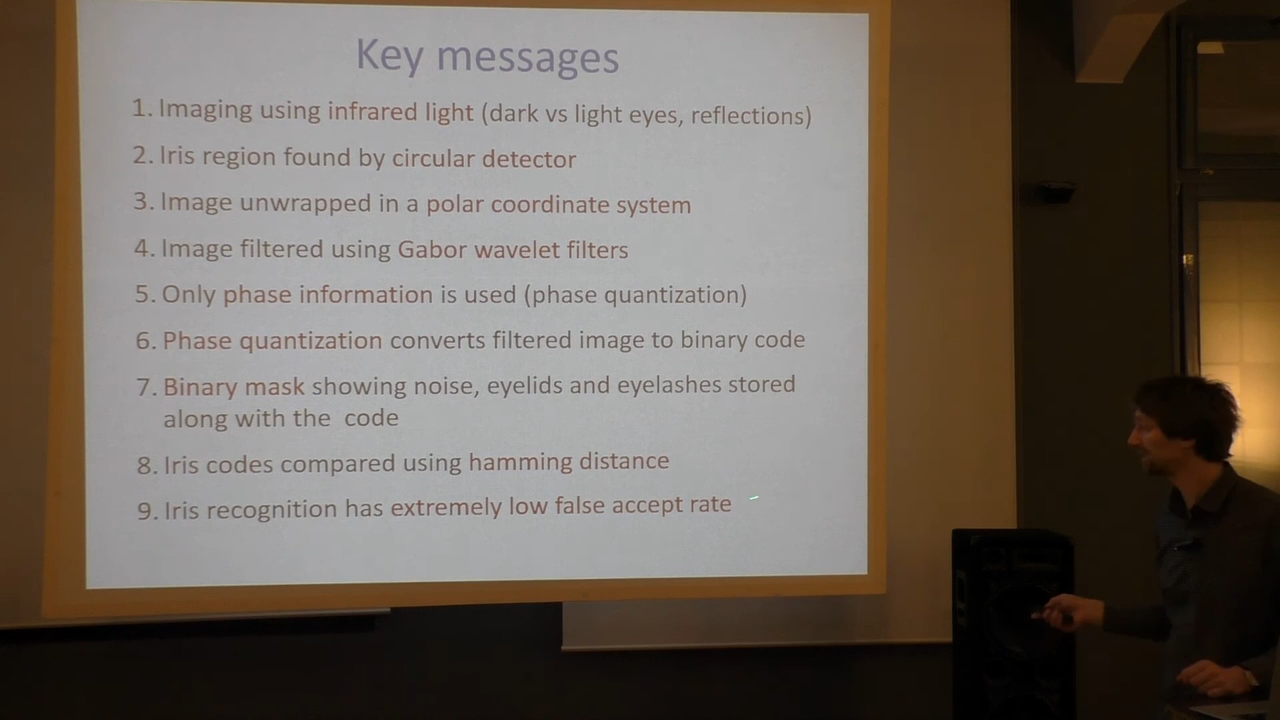 Key messages
1. Imaging using infrared light (dark vs light eyes, reflections)
2. Iris region found by circular detector
3. Image unwrapped in a polar coordinate system
4. Image filtered using Gabor wavelet filters
5. Only phase information is used (phase quantization)
6. Phase quantization converts filtered image to binary code
7. Binary mask showing noise, eyelids and eyelashes stored
along with the code
8. Iris codes compared using hamming distance
9. Iris recognition has extremely low false accept rate